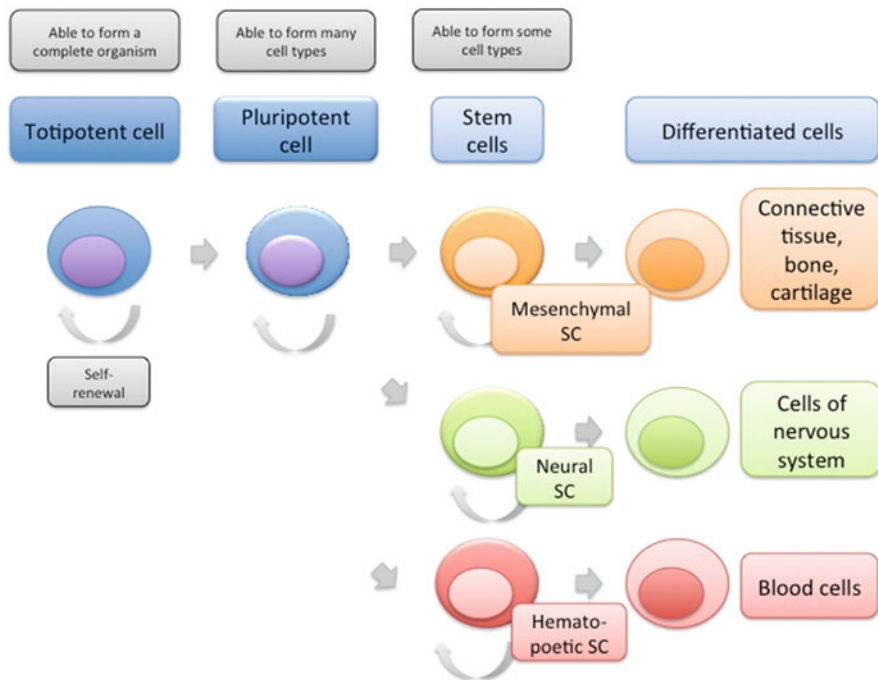 Able to form a
complete organism
Able to form many
cell types
Able to form some
cell types
Totipotent cell
Pluripotent
cell
Stem
cells
Differentiated cells
Mesenchymal
SC
Connective
tissue,
bone,
cartilage
Self-
renewal
Neural
SC
Cells of
nervous
system
Hemato-
poetic SC
Blood cells